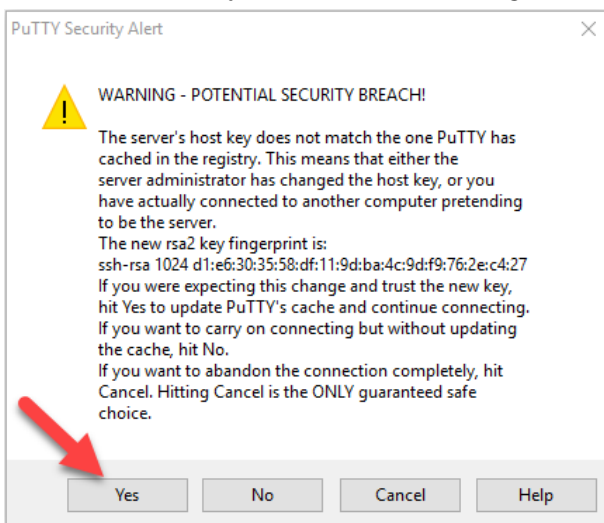 PuTTY Security Alert
WARNING - POTENTIAL SECURITY BREACH!
The server's host key does not match the one PuTTY has
cached in the registry. This means that either the
server administrator has changed the host key, or you
have actually connected to another computer pretending
to be the server.
The new rsa2 key fingerprint is:
ssh-rsa 1024 d1:e6:30:35:58:df:11:9d:ba:4c:9d:f9:76:2e:c4:27
If you were expecting this change and trust the new key,
hit Yes to update PuTTY's cache and continue connecting.
If you want to carry on connecting but without updating
the cache, hit No.
If you want to abandon the connection completely, hit
Cancel. Hitting Cancel is the ONLY guaranteed safe
choice.
Yes No Cancel Help